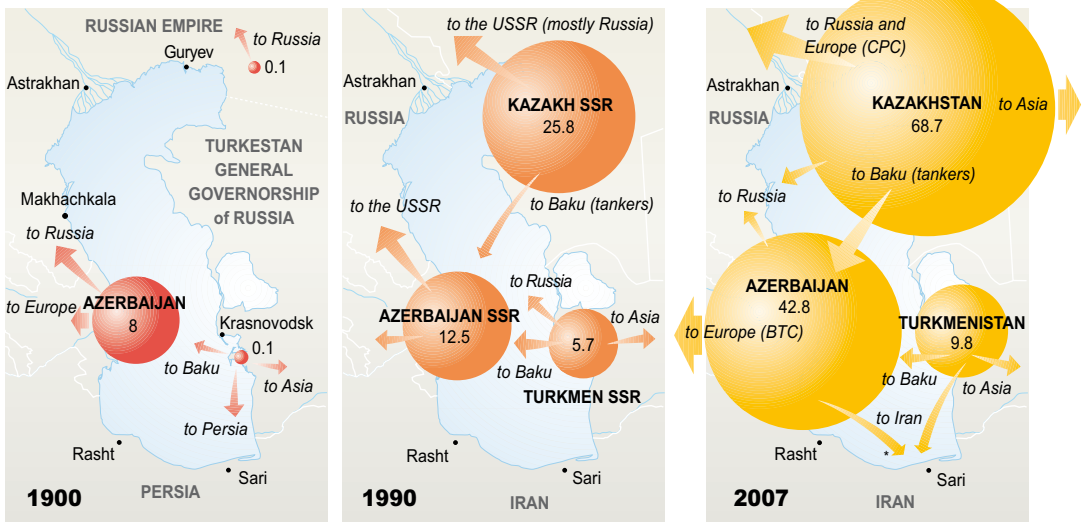 RUSSIAN EMPIRE
to Russia
Guryev
0.1
Astrakhan
TURKESTAN
GENERAL
GOVERNORSHIP
of RUSSIA
Makhachkala
to Russia
AZERBAIJAN
8
to Europe
Krasnovodsk
0.1
to Baku
to Asia
to Persia
Rasht
Sari
1900
PERSIA
to the USSR (mostly Russia)
Astrakhan
RUSSIA
KAZAKH SSR
25.8
to the USSR
to Baku (tankers)
to Russia
AZERBAIJAN SSR
12.5
5.7
to Asia
to Baku
TURKMEN SSR
Rasht
Sari
1990
IRAN
to Russia and
Europe (CPC)
Astrakhan
RUSSIA
KAZAKHSTAN
68.7
to Asia
to Baku (tankers)
to Russia
AZERBAIJAN
42.8
to Europe (BTC)
TURKMENISTAN
9.8
to Baku
to Asia
to Iran
*
Rasht
Sari
2007
IRAN